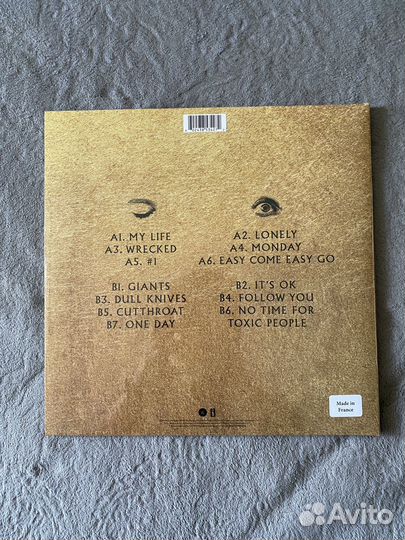 A1. MY LIFE
A2. LONELY
A3. WRECKED
A4. MONDAY
A5. #1
A6. EASY COME EASY GO
B1. GIANTS
B2. IT'S OK
B3. DULL KNIVES
B4. FOLLOW YOU
B5. CUTTHROAT
B6. NO TIME FOR
TOXIC PEOPLE
B7. ONE DAY
Made in
France
Avito